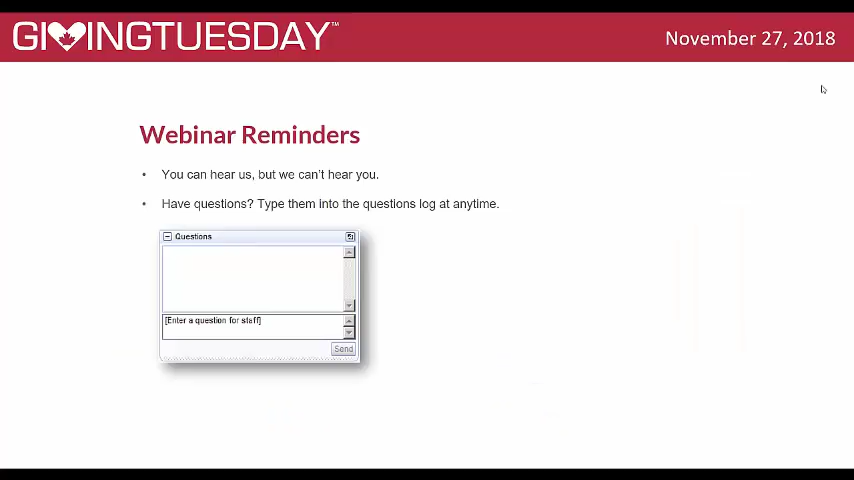 GIVINGTUESDAY™
November 27, 2018
Webinar Reminders
• You can hear us, but we can't hear you.
• Have questions? Type them into the questions log at anytime.
Questions
[Enter a question for staff]
Send